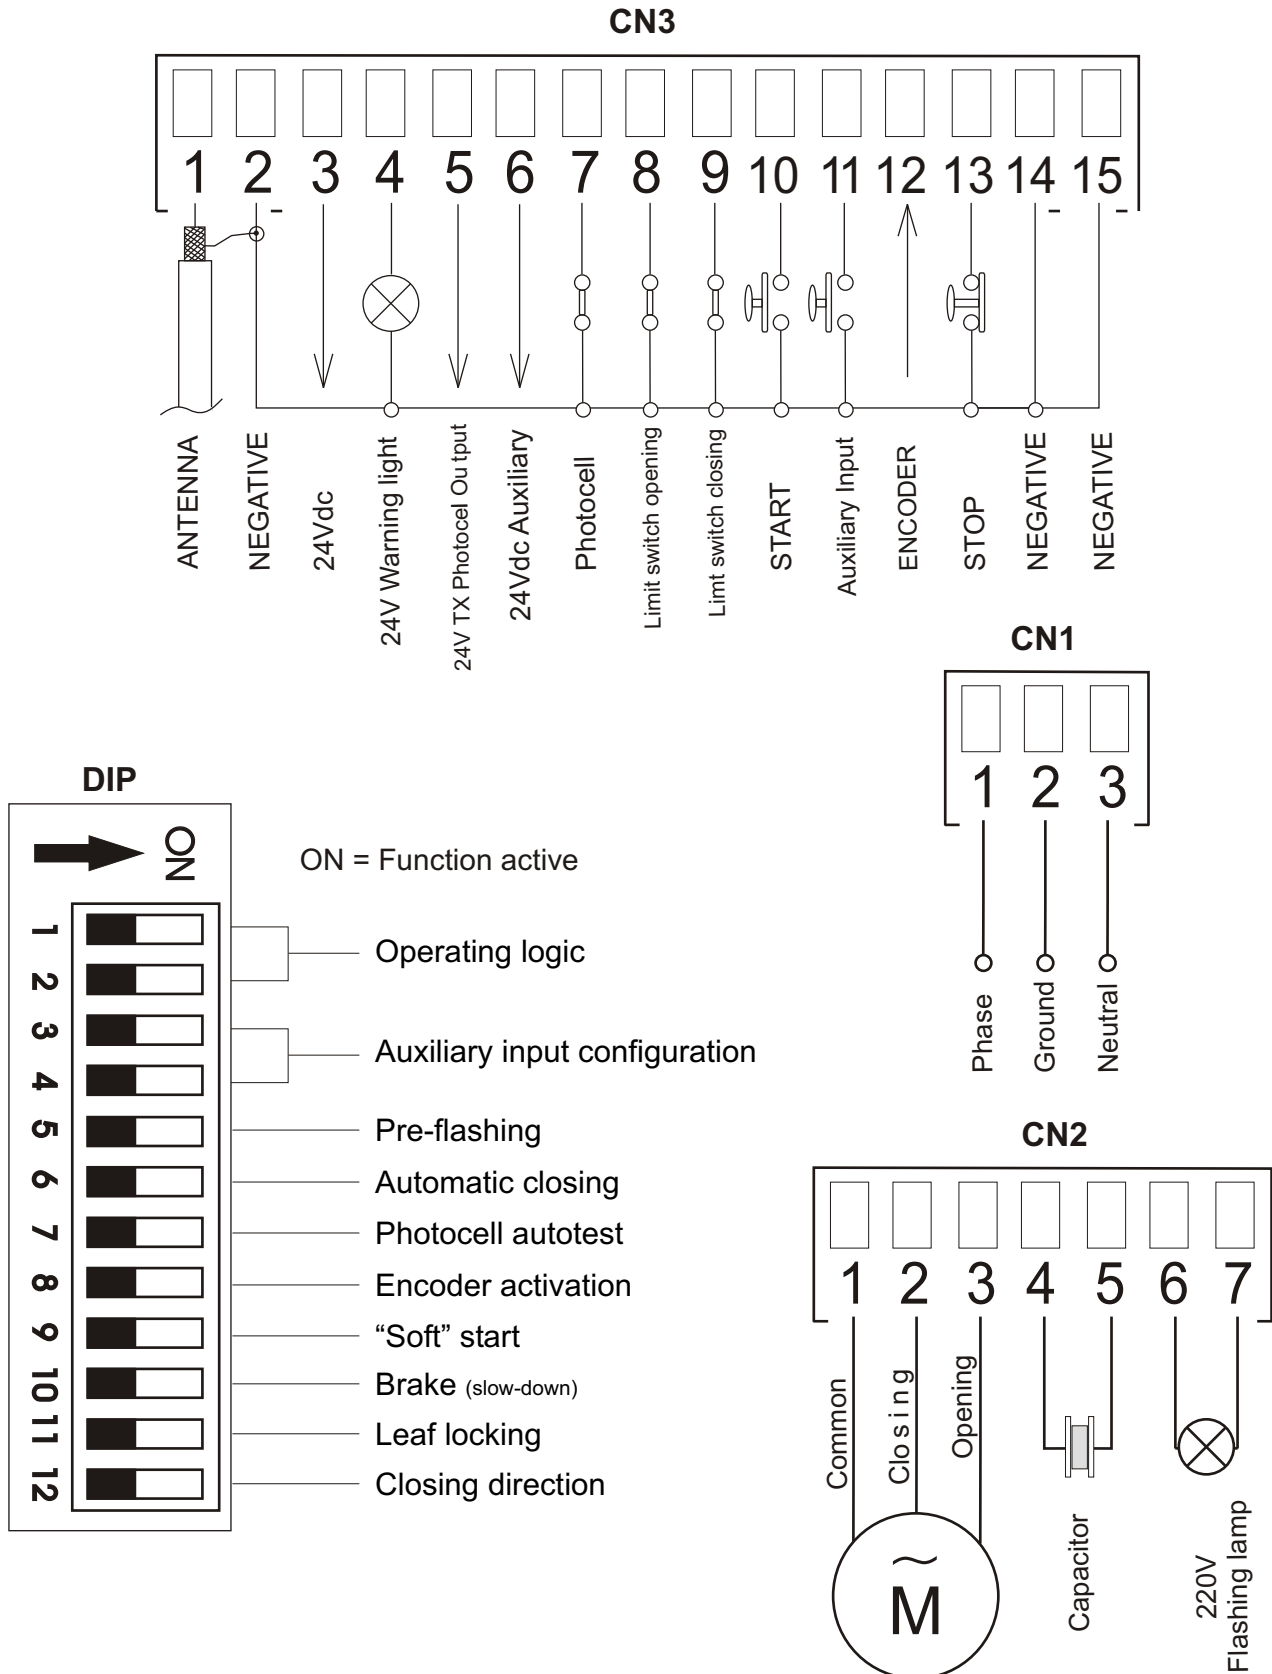 CN3
1 2 3 4 5 6 7 8 9 10 11 12 13 14 15
ANTENNA
NEGATIVE
24Vdc
24V Warning light
24V TX Photocel Ou tput
24Vdc Auxiliary
Photocell
Limit switch opening
Limt switch closing
START
Auxiliary Input
ENCODER
STOP
NEGATIVE
NEGATIVE
CN1
1 2 3
Phase
Ground
Neutral
DIP
ON
ON = Function active
1
2
Operating logic
3
4
Auxiliary input configuration
5
Pre-flashing
6
Automatic closing
7
Photocell autotest
8
Encoder activation
9
“Soft” start
10
Brake (slow-down)
11
Leaf locking
12
Closing direction
CN2
1 2 3 4 5 6 7
Common
Closing
Opening
M
Capacitor
220V
Flashing lamp